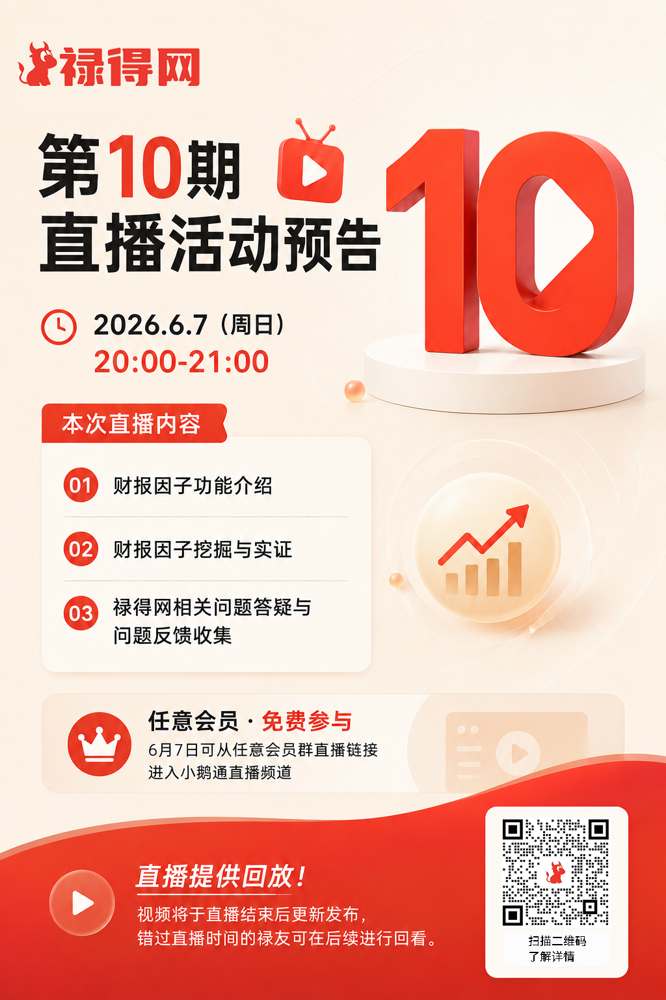 禄得网
第10期
直播活动预告
2026.6.7（周日）
20:00-21:00
10
本次直播内容
01 财报因子功能介绍
02 财报因子挖掘与实证
03 禄得网相关问题答疑与
问题反馈收集
任意会员·免费参与
6月7日可从任意会员群直播链接
进入小鹅通直播频道
直播提供回放！
视频将于直播结束后更新发布，
错过直播时间的禄友可在后续进行回看。
扫描二维码
了解详情